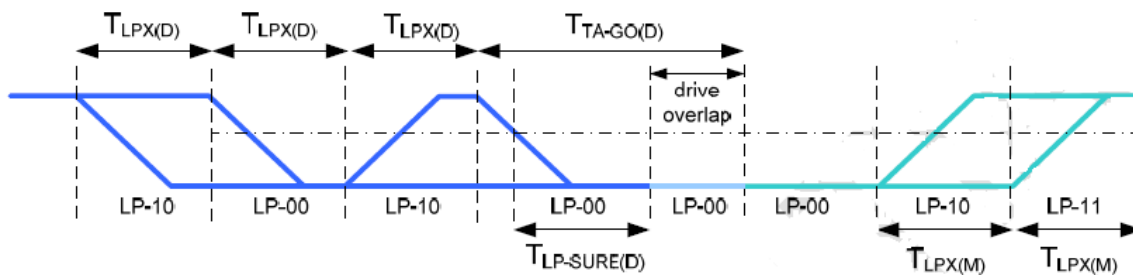 TLPX(D) TLPX(D) TLPX(D) TTA-GO(D)
drive
overlap
LP-10 LP-00 LP-10 LP-00 LP-00 LP-00 LP-10 LP-11
TLP-SURE(D) TLPX(M) TLPX(M)